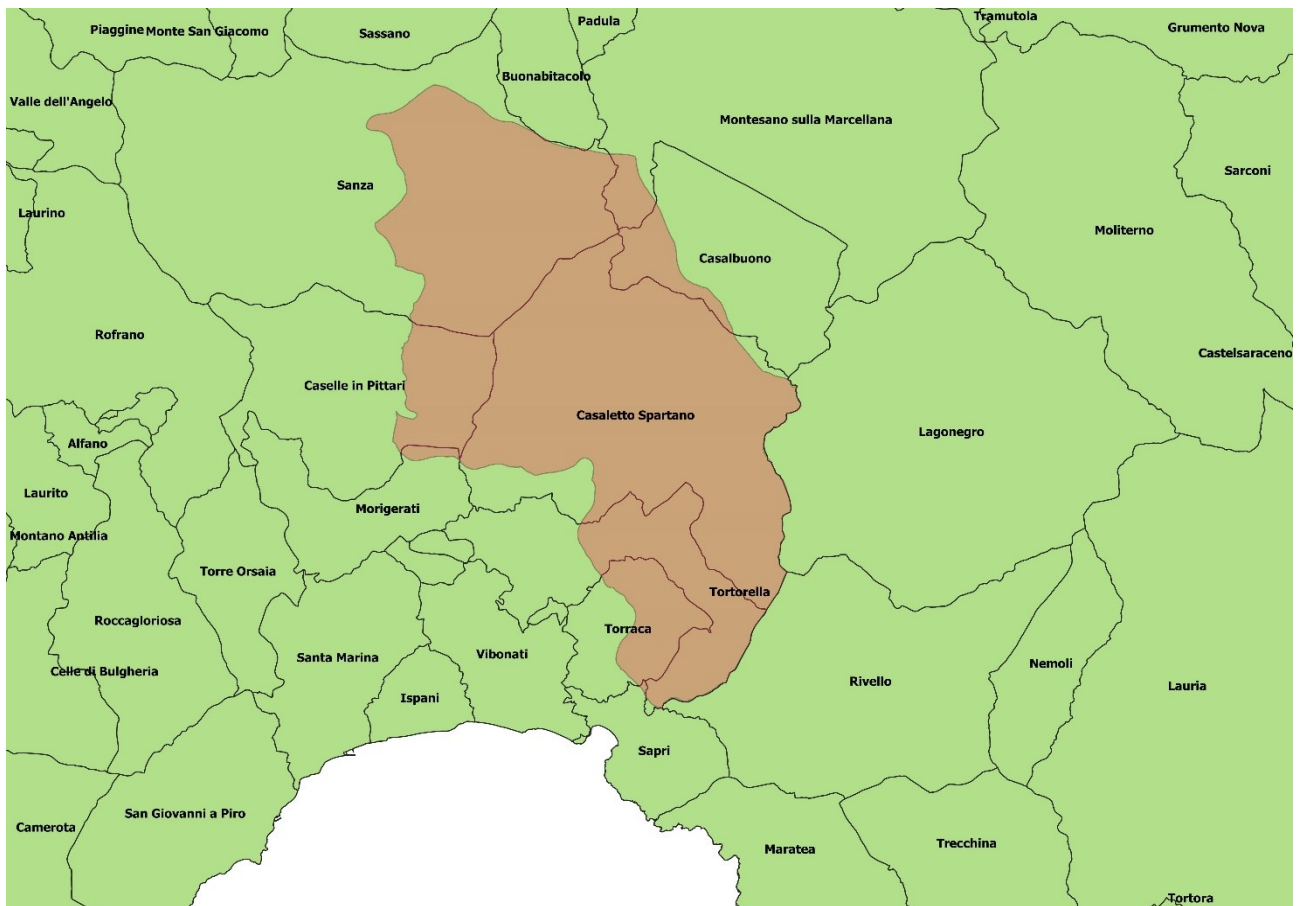 Tramutola
Padula
Piaggine
Monte San Giacomo
Sassano
Grumento Nova
Buonabitacolo
Valle dell'Angelo
Montesano sulla Marcellana
Sarconi
Sanza
Laurino
Moliterno
Casalbuono
Rofrano
Castelsaraceno
Caselle in Pittari
Casaletto Spartano
Lagonegro
Alfano
Laurito
Morigerati
Montano Antilia
Torre Orsaia
Tortorella
Roccagloriosa
Torraca
Santa Marina
Vibonati
Nemoli
Celle di Bulgheria
Rivello
Lauria
Ispani
Sapri
San Giovanni a Piro
Camerota
Trecchina
Maratea
Tortora